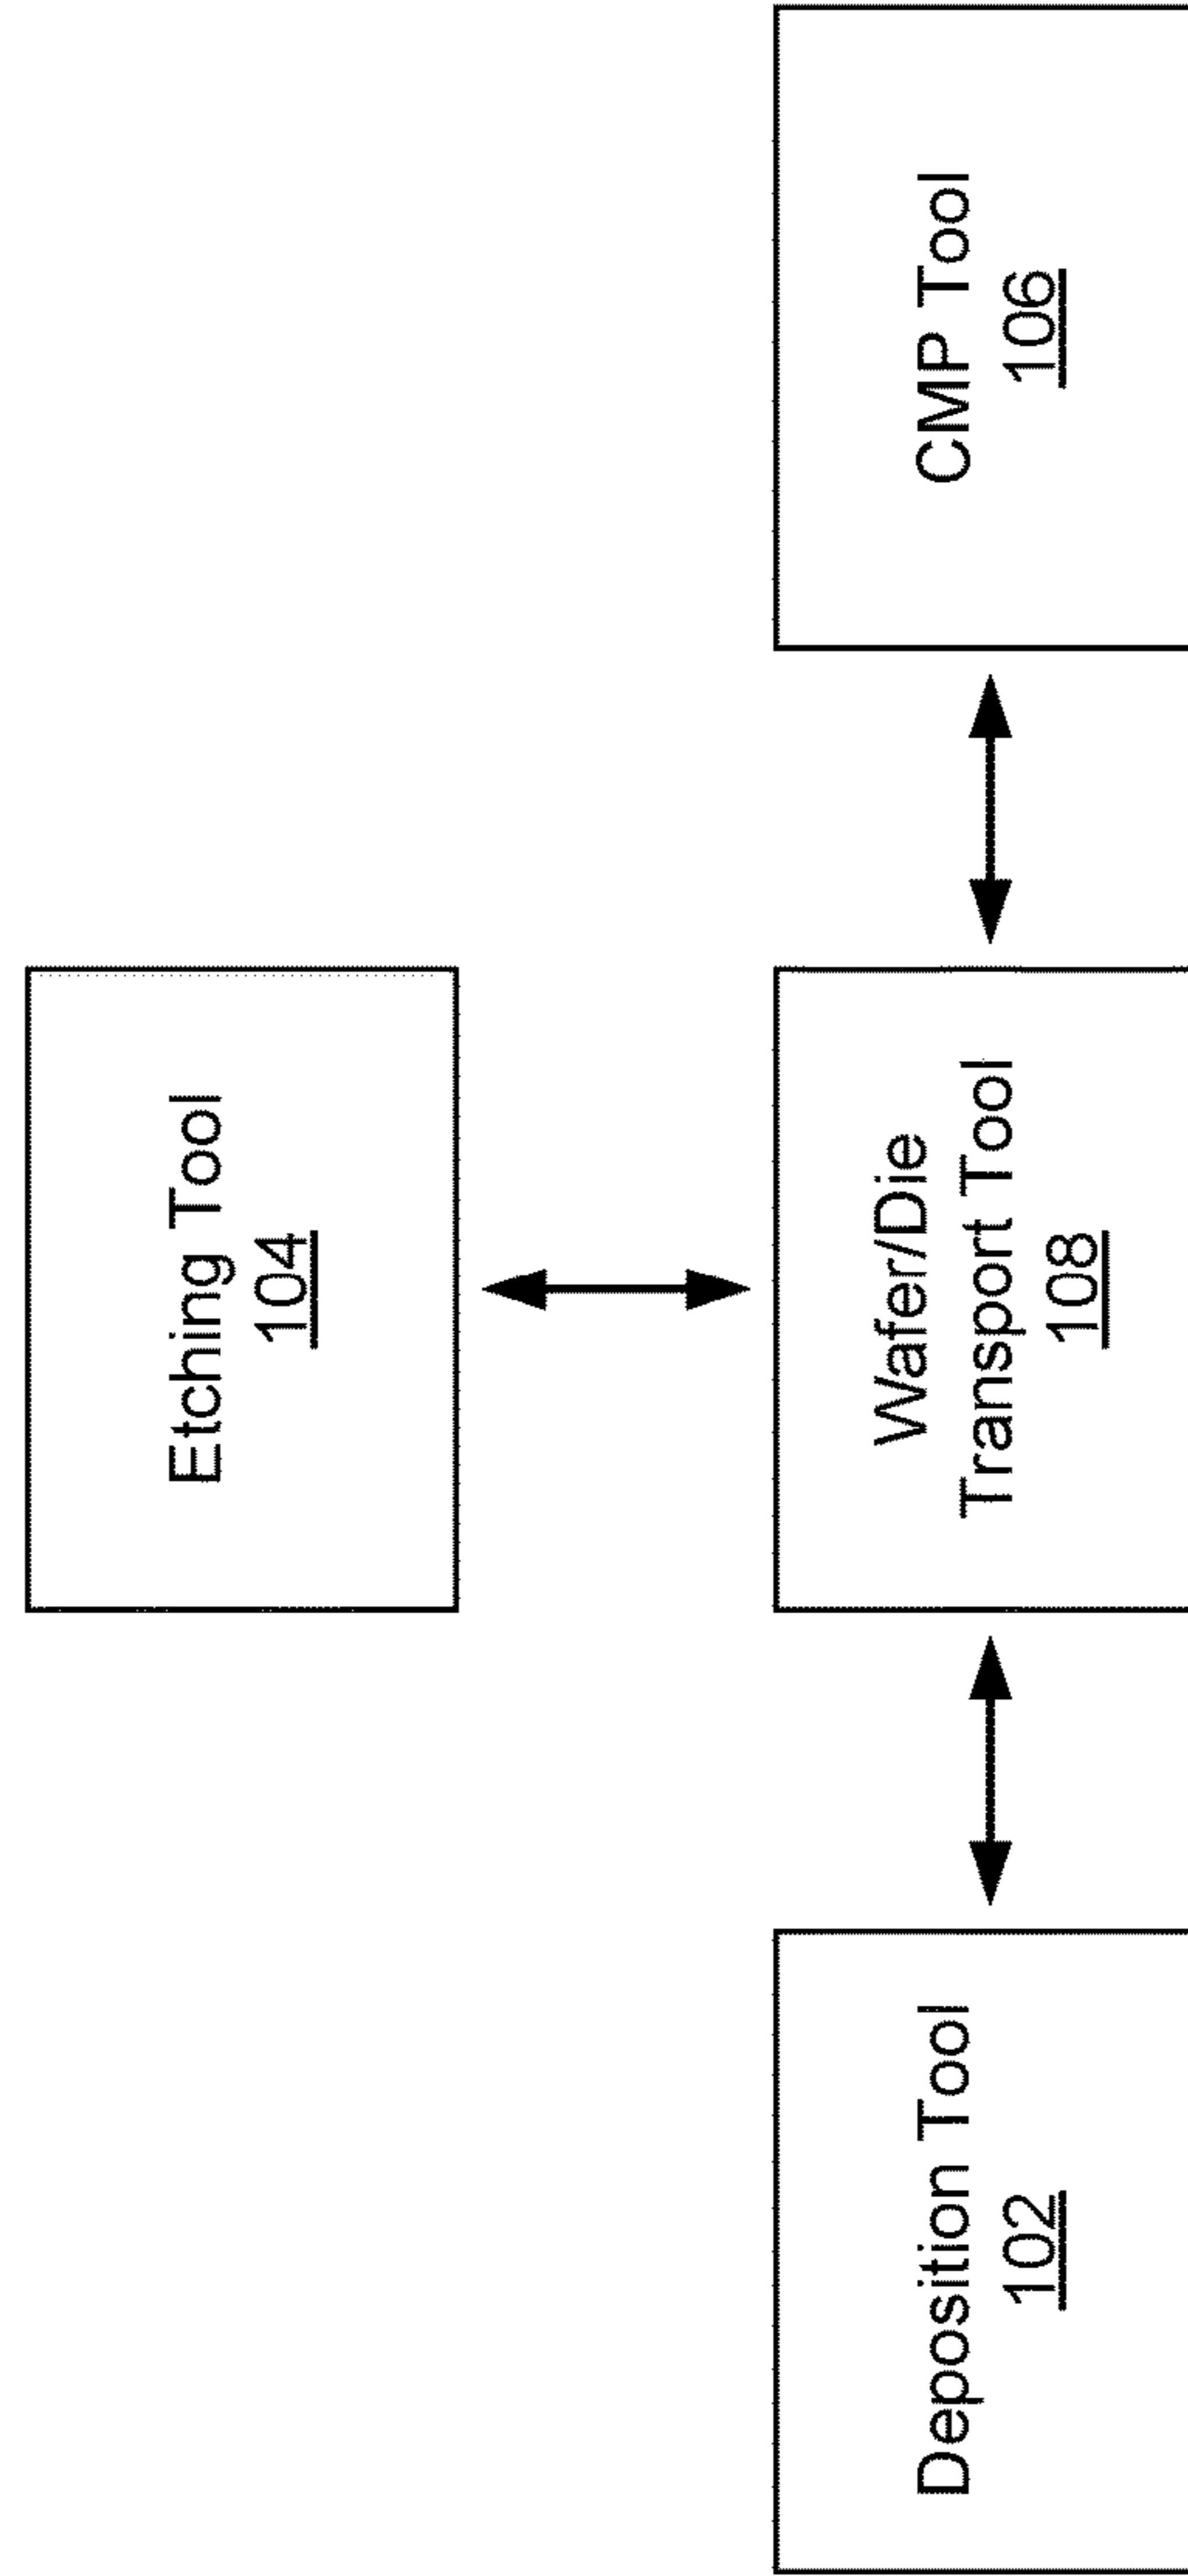 Etching Tool
104
Deposition Tool
102
Wafer/Die
Transport Tool
108
CMP Tool
106